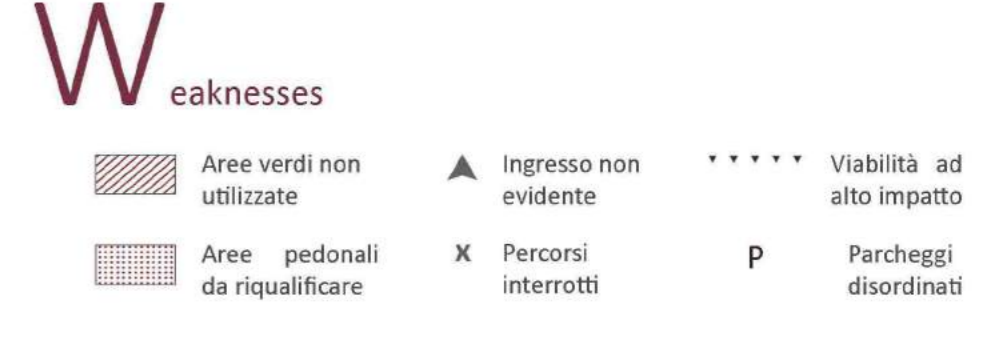 Weaknesses
Aree verdi non
utilizzate
Ingresso non
evidente
Viabilità ad
alto impatto
Aree pedonali
da riqualificare
X Percorsi
interrotti
P Parcheggi
disordinati